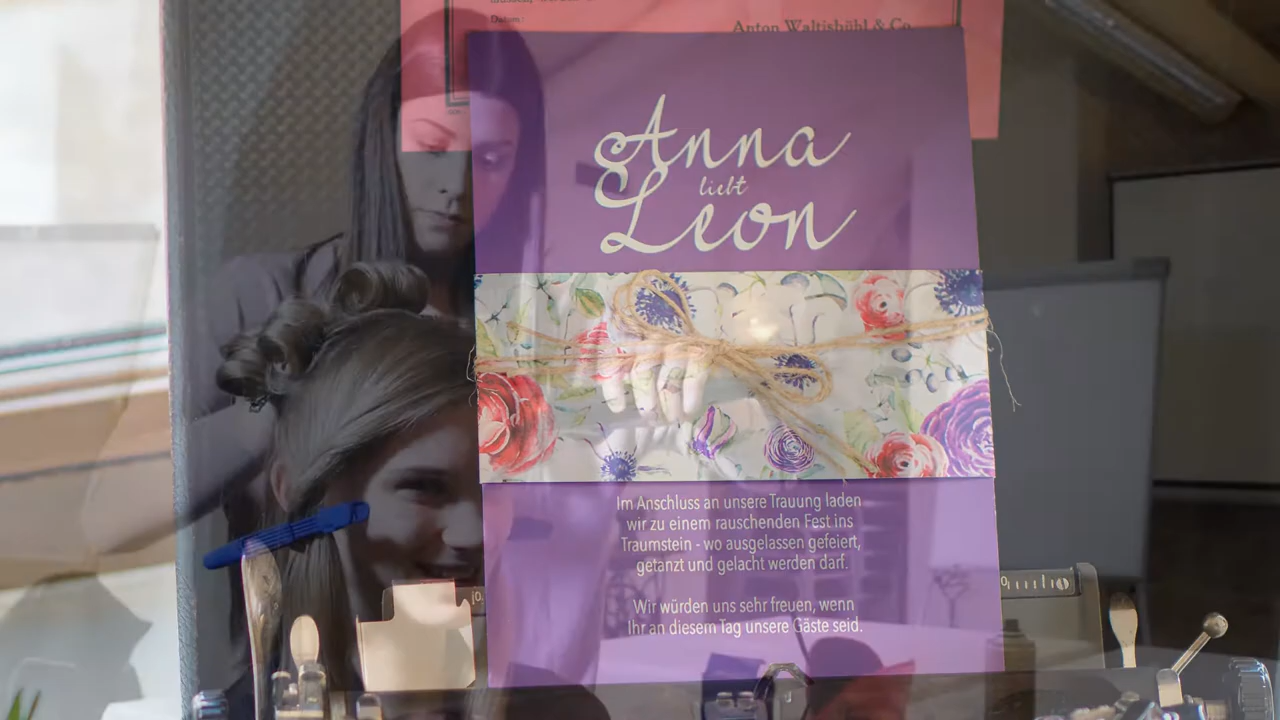 Datum:
Anton Waltisbühl & Co.
Anna
liebt
Leon
Im Anschluss an unsere Trauung laden
wir zu einem rauschenden Fest ins
Traumstein - wo ausgelassen gefeiert,
getanzt und gelacht werden darf.
Wir würden uns sehr freuen, wenn
Ihr an diesem Tag unsere Gäste seid.